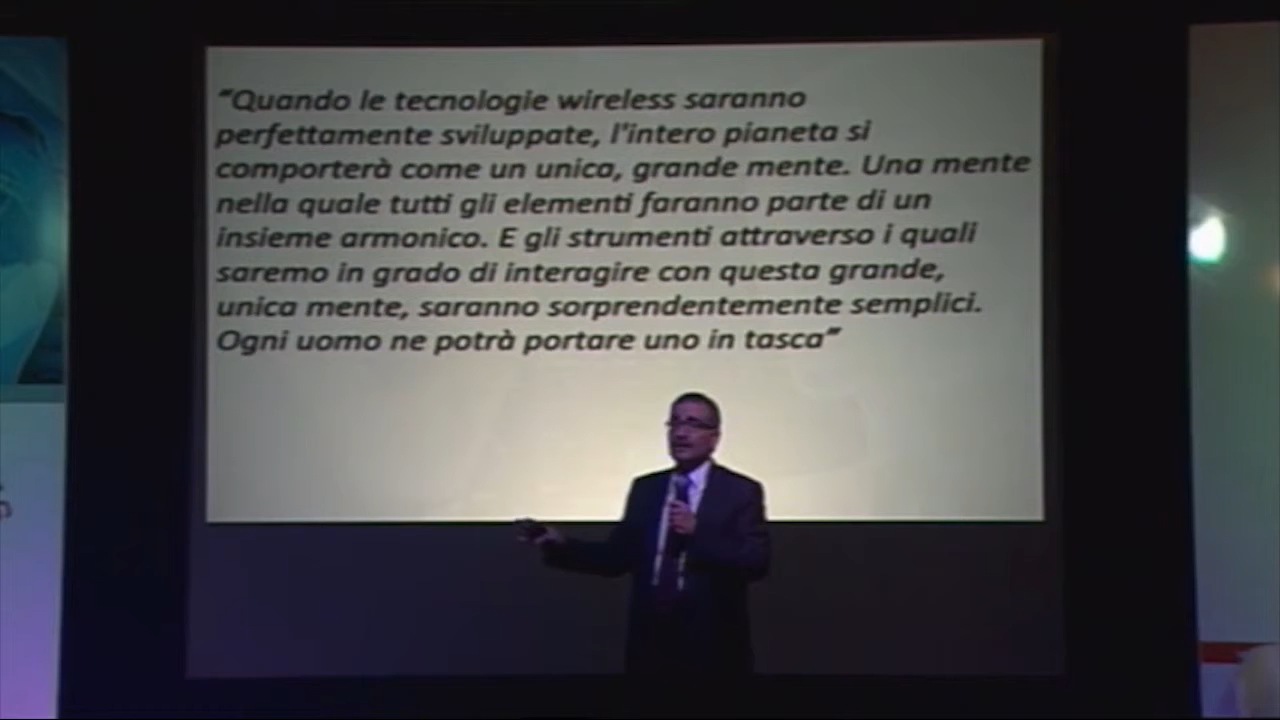 “Quando le tecnologie wireless saranno
perfettamente sviluppate, l'intero pianeta si
comporterà come un unica, grande mente. Una mente
nella quale tutti gli elementi faranno parte di un
insieme armonico. E gli strumenti attraverso i quali
saremo in grado di interagire con questa grande,
unica mente, saranno sorprendentemente semplici.
Ogni uomo ne potrà portare uno in tasca”